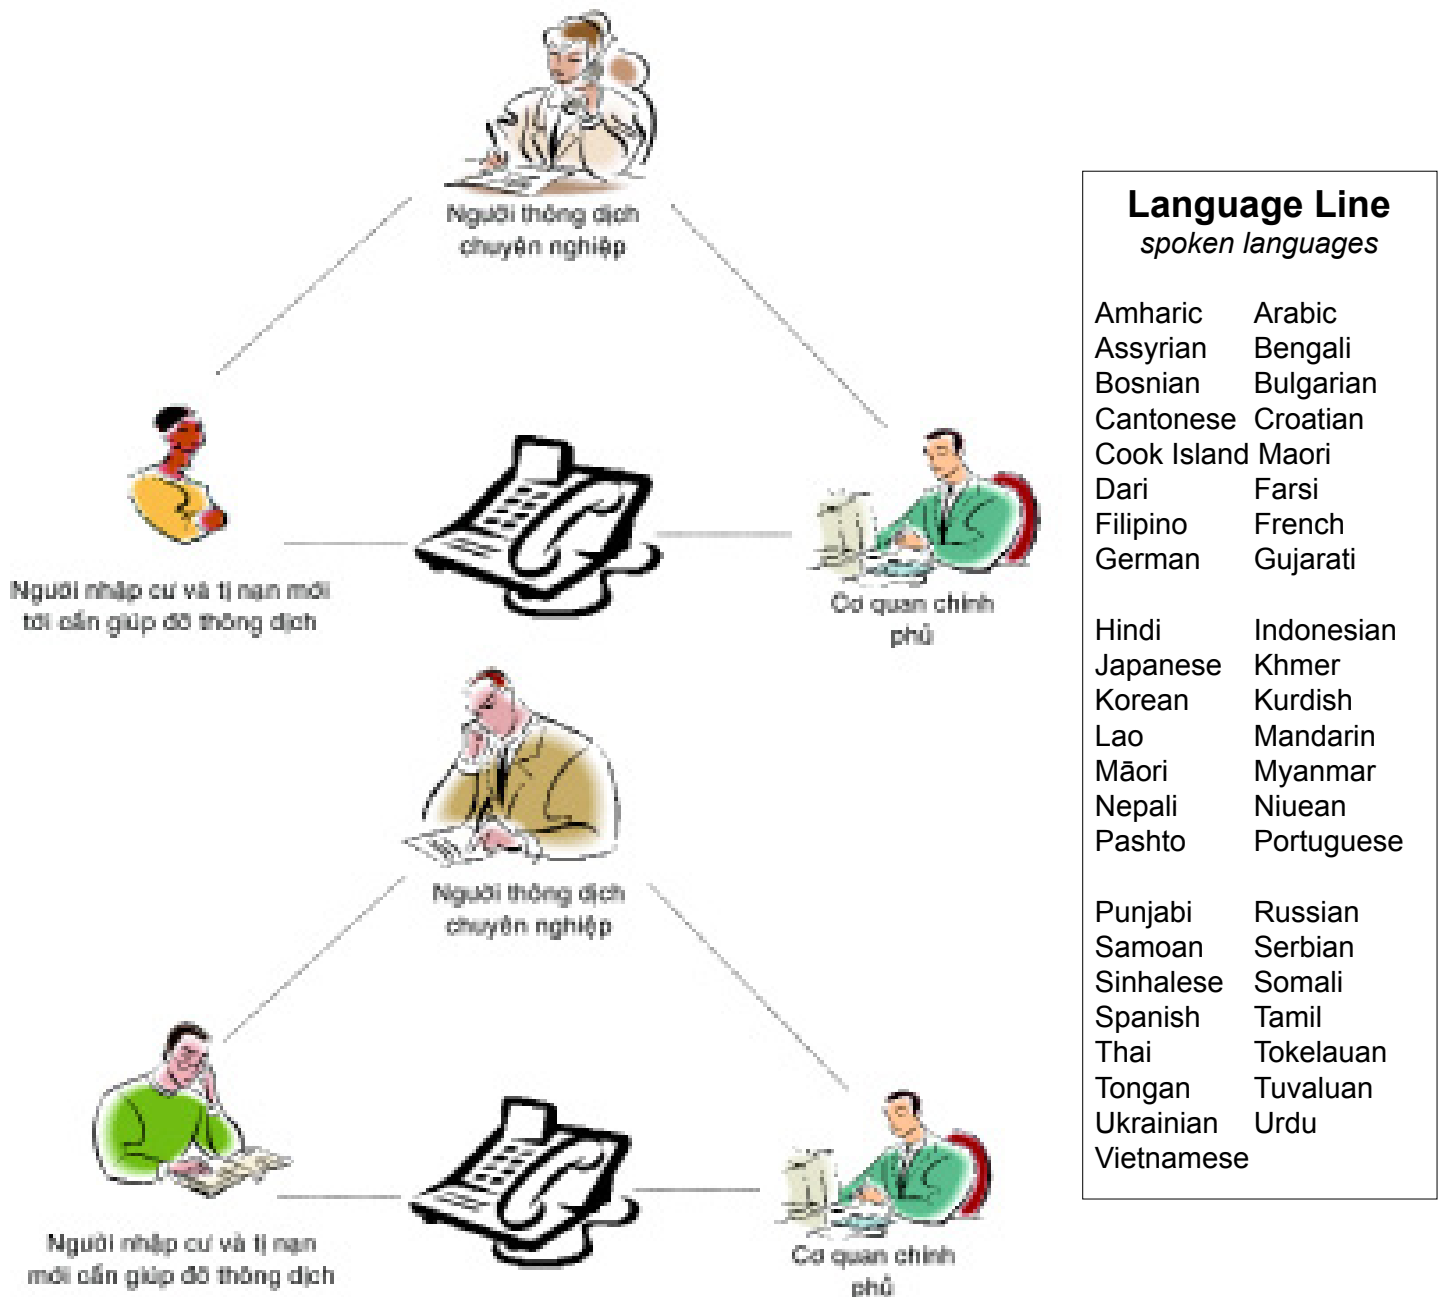 Người thông dịch
chuyên nghiệp
Người nhập cư và tị nạn mới
tới cần giúp đỡ thông dịch
Cơ quan chính
phủ
Người thông dịch
chuyên nghiệp
Người nhập cư và tị nạn
mới cần giúp đỡ thông dịch
Cơ quan chính
phủ
Language Line
spoken languages
Amharic Arabic
Assyrian Bengali
Bosnian Bulgarian
Cantonese Croatian
Cook Island Maori
Dari Farsi
Filipino French
German Gujarati
Hindi Indonesian
Japanese Khmer
Korean Kurdish
Lao Mandarin
Māori Myanmar
Nepali Niuean
Pashto Portuguese
Punjabi Russian
Samoan Serbian
Sinhalese Somali
Spanish Tamil
Thai Tokelauan
Tongan Tuvaluan
Ukrainian Urdu
Vietnamese